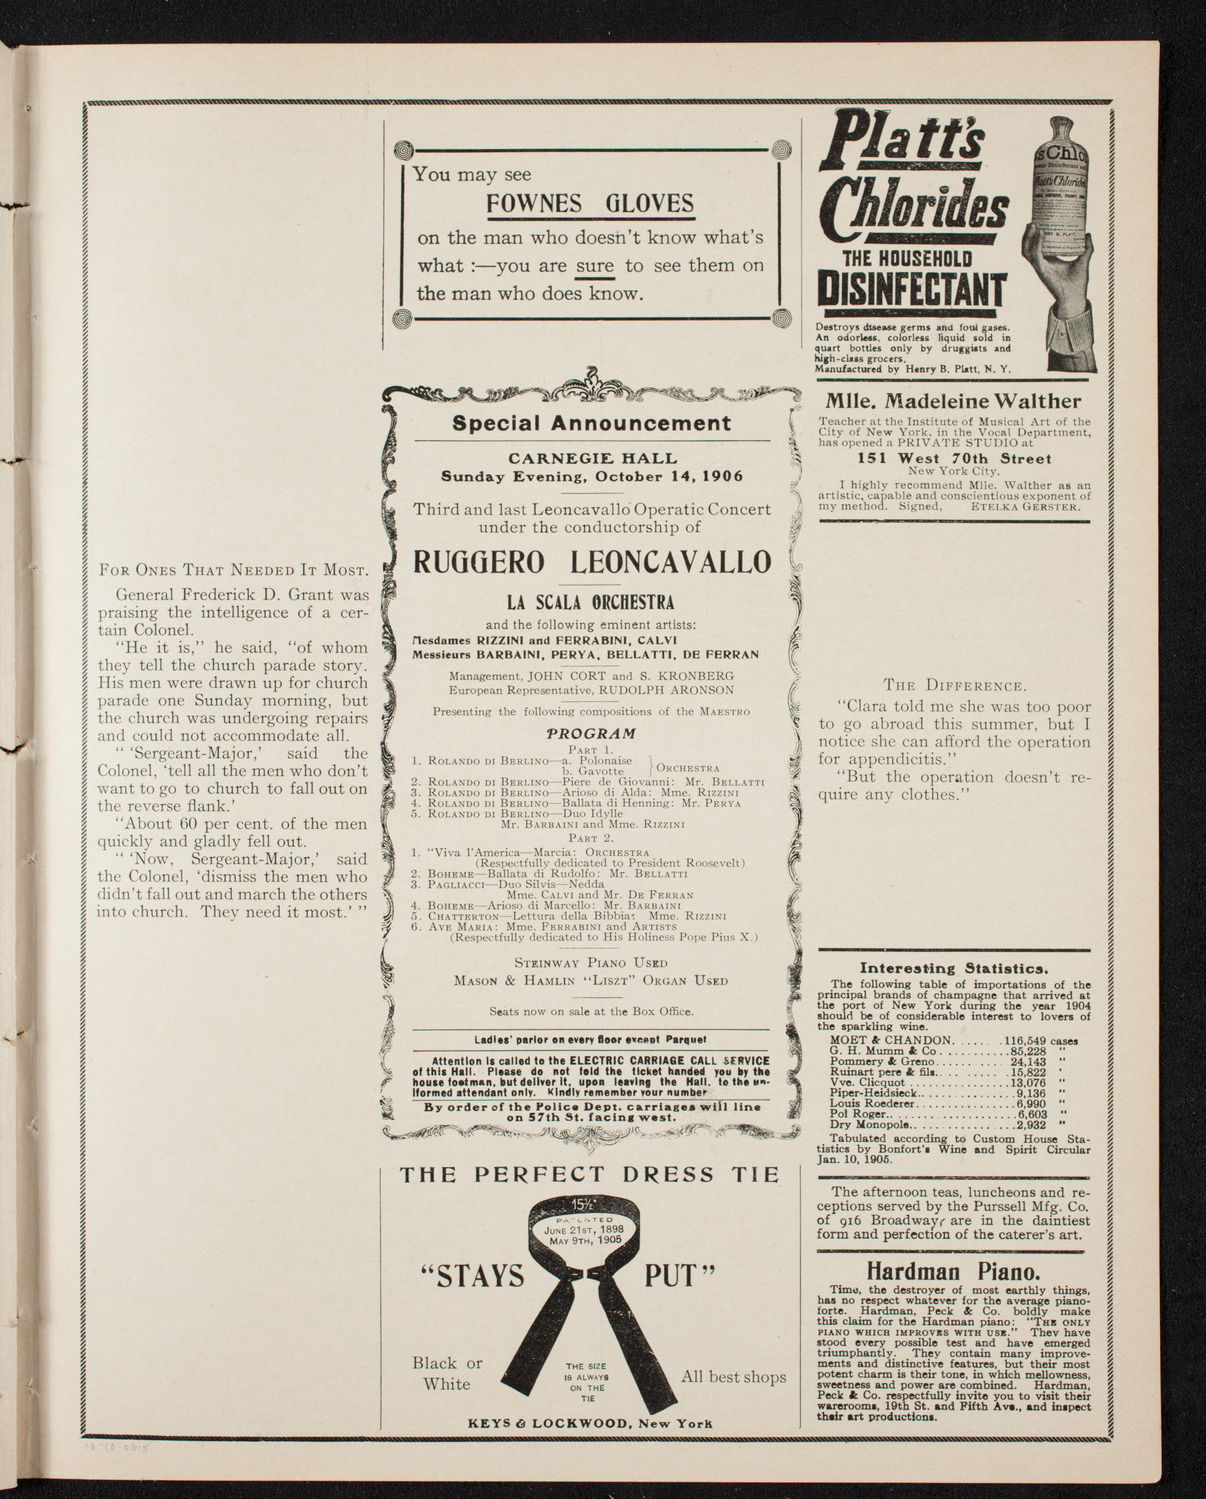 For Ones That Needed It Most.
General Frederick D. Grant was
praising the intelligence of a cer-
tain Colonel.
"He it is," he said, "of whom
they tell the church parade story.
His men were drawn up for church
parade one Sunday morning, but
the church was undergoing repairs
and could not accommodate all.
" 'Sergeant-Major,' said the
Colonel, 'tell all the men who don't
want to go to church to fall out on
the reverse flank.'
"About 60 per cent. of the men
quickly and gladly fell out.
" 'Now, Sergeant-Major,' said
the Colonel, 'dismiss the men who
didn't fall out and march the others
into church. They need it most.' "
You may see
FOWNES GLOVES
on the man who doesn't know what's
what :—you are sure to see them on
the man who does know.
Special Announcement
CARNEGIE HALL
Sunday Evening, October 14, 1906
Third and last Leoncavallo Operatic Concert
under the conductorship of
RUGGERO LEONCAVALLO
LA SCALA ORCHESTRA
and the following eminent artists:
Mesdames RIZZINI and FERRABINI, CALVI
Messieurs BARBAINI, PERYA, BELLATTI, DE FERRAN
Management, JOHN CORT and S. KRONBERG
European Representative, RUDOLPH ARONSON
Presenting the following compositions of the Maestro
PROGRAM
Part 1.
1. Rolando di Berlino—a. Polonaise
b. Gavotte } Orchestra
2. Rolando di Berlino—Piere de Giovanni: Mr. Bellatti
3. Rolando di Berlino—Arioso di Alda: Mme. Rizzini
4. Rolando di Berlino—Ballata di Henning: Mr. Perya
5. Rolando di Berlino—Duo Idylle
Mr. Barbaini and Mme. Rizzini
Part 2.
1. "Viva l'America—Marcia: Orchestra
(Respectfully dedicated to President Roosevelt)
2. Boheme—Ballata di Rudolfo: Mr. Bellatti
3. Pagliacci—Duo Silvis—Nedda
Mme. Calvi and Mr. De Ferran
4. Boheme—Arioso di Marcello: Mr. Barbaini
5. Chatterton—Lettura della Bibbia: Mme. Rizzini
6. Ave Maria: Mme. Ferrabini and Artists
(Respectfully dedicated to His Holiness Pope Pius X.)
Steinway Piano Used
Mason & Hamlin "Liszt" Organ Used
Seats now on sale at the Box Office.
Ladies' parlor on every floor except Parquet
Attention is called to the ELECTRIC CARRIAGE CALL SERVICE
of this Hall. Please do not fold the ticket handed you by the
house footman, but deliver it, upon leaving the Hall, to the un-
iformed attendant only. Kindly remember your number
By order of the Police Dept. carriages will line
on 57th St. facing west.
THE PERFECT DRESS TIE
15½
PATENTED
JUNE 21ST, 1898
MAY 9TH, 1905
"STAYS PUT"
Black or
White
THE SIZE
IS ALWAYS
ON THE
TIE
All best shops
KEYS & LOCKWOOD, New York
Platt's
Chlorides
THE HOUSEHOLD
DISINFECTANT
Destroys disease germs and foul gases.
An odorless, colorless liquid sold in
quart bottles only by druggists and
high-class grocers,
Manufactured by Henry B. Platt, N. Y.
Mlle. Madeleine Walther
Teacher at the Institute of Musical Art of the
City of New York, in the Vocal Department,
has opened a PRIVATE STUDIO at
151 West 70th Street
New York City.
I highly recommend Mlle. Walther as an
artistic, capable and conscientious exponent of
my method. Signed, Etelka Gerster.
The Difference.
"Clara told me she was too poor
to go abroad this summer, but I
notice she can afford the operation
for appendicitis."
"But the operation doesn't re-
quire any clothes."
Interesting Statistics.
The following table of importations of the
principal brands of champagne that arrived at
the port of New York during the year 1904
should be of considerable interest to lovers of
the sparkling wine.
MOET & CHANDON. ..... .116,549 cases
G. H. Mumm & Co. ..........85,228 "
Pommery & Greno........... 24,143 "
Ruinart pere & fils.. ........ .15,822 "
Vve. Clicquot ...............13,076 "
Piper-Heidsieck.............. .9,136 "
Louis Roederer................6,990 "
Pol Roger.. ................. 6,603 "
Dry Monopole.. ..............2,932 "
Tabulated according to Custom House Sta-
tistics by Bonfort's Wine and Spirit Circular
Jan. 10, 1905.
The afternoon teas, luncheons and re-
ceptions served by the Purssell Mfg. Co.
of 916 Broadway, are in the daintiest
form and perfection of the caterer's art.
Hardman Piano.
Time, the destroyer of most earthly things,
has no respect whatever for the average piano-
forte. Hardman, Peck & Co. boldly make
this claim for the Hardman piano: "The only
piano which improves with use." They have
stood every possible test and have emerged
triumphantly. They contain many improve-
ments and distinctive features, but their most
potent charm is their tone, in which mellowness,
sweetness and power are combined. Hardman,
Peck & Co. respectfully invite you to visit their
warerooms, 19th St. and Fifth Ave., and inspect
their art productions.